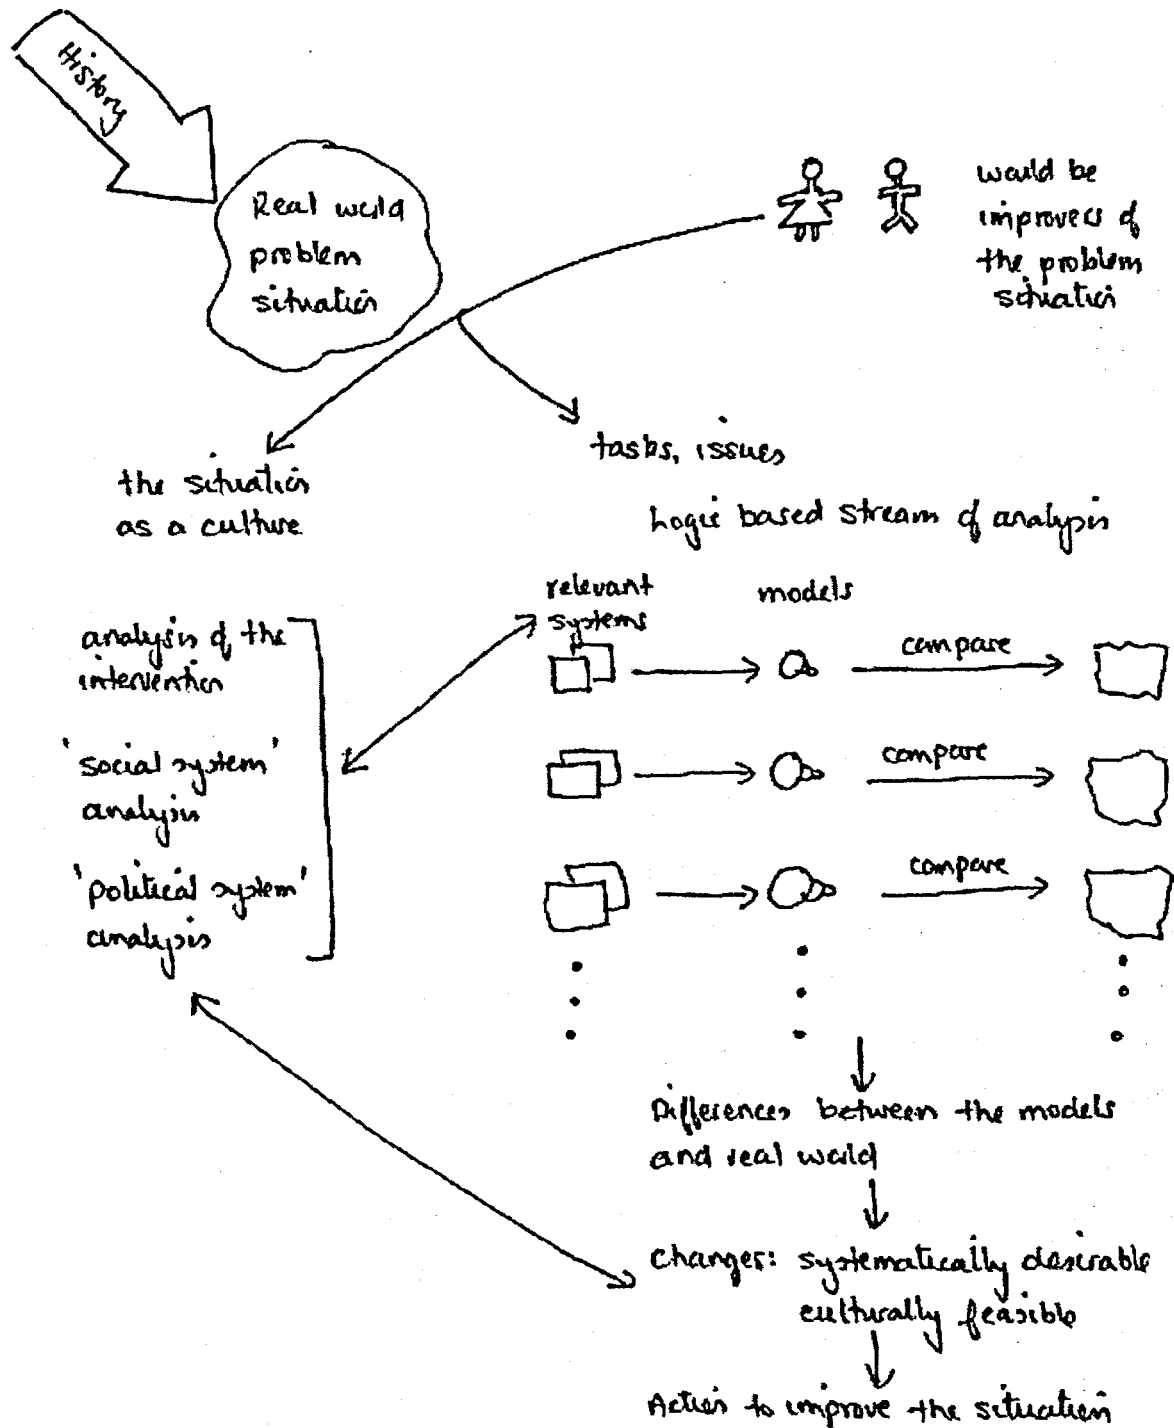 History
Real world
problem
situation
would be
improvers of
the problem
situation
the situation
as a culture
tasks, issues
Logic based stream of analysis
analysis of the
intervention
'social system'
analysis
'political system'
analysis
relevant
systems
models
compare
compare
compare
Differences between the models
and real world
Changes: systematically desirable
culturally feasible
Action to improve the situation